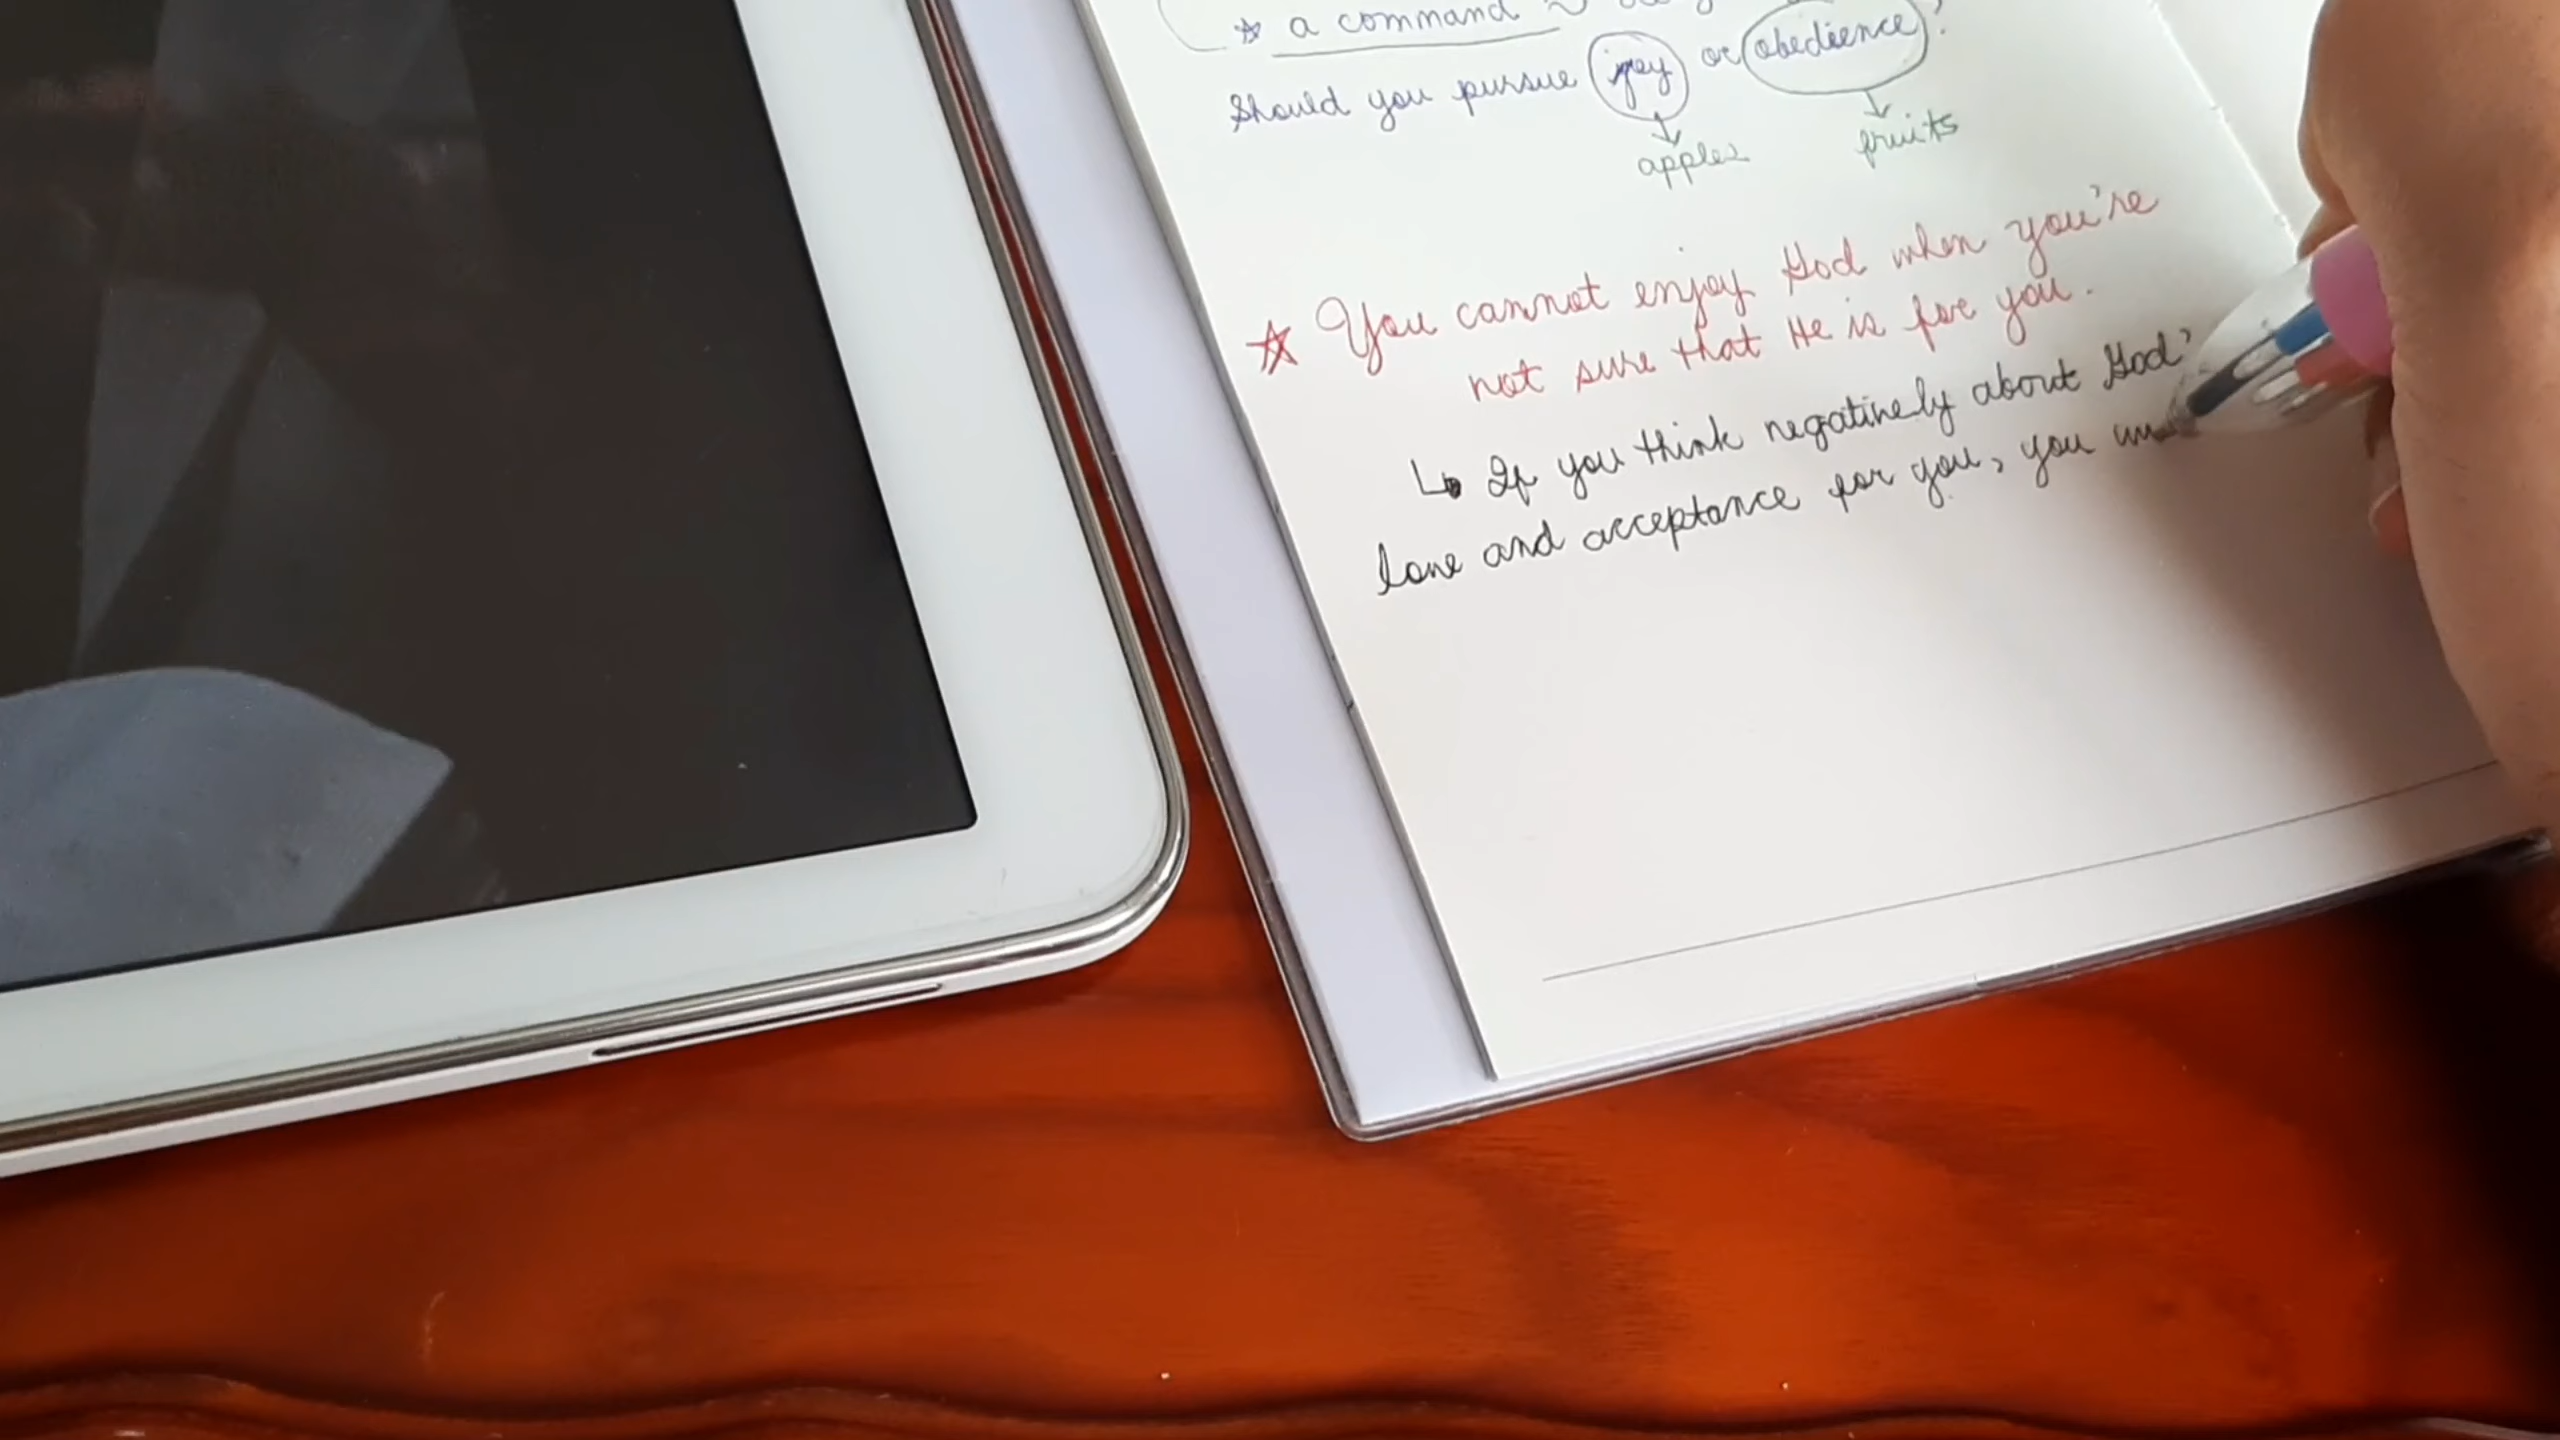 ☆ a command
Should you pursue joy or obedience?
apples fruits
☆ You cannot enjoy God when you're
not sure that He is for you.
↳ If you think negatively about God'
love and acceptance for you, you